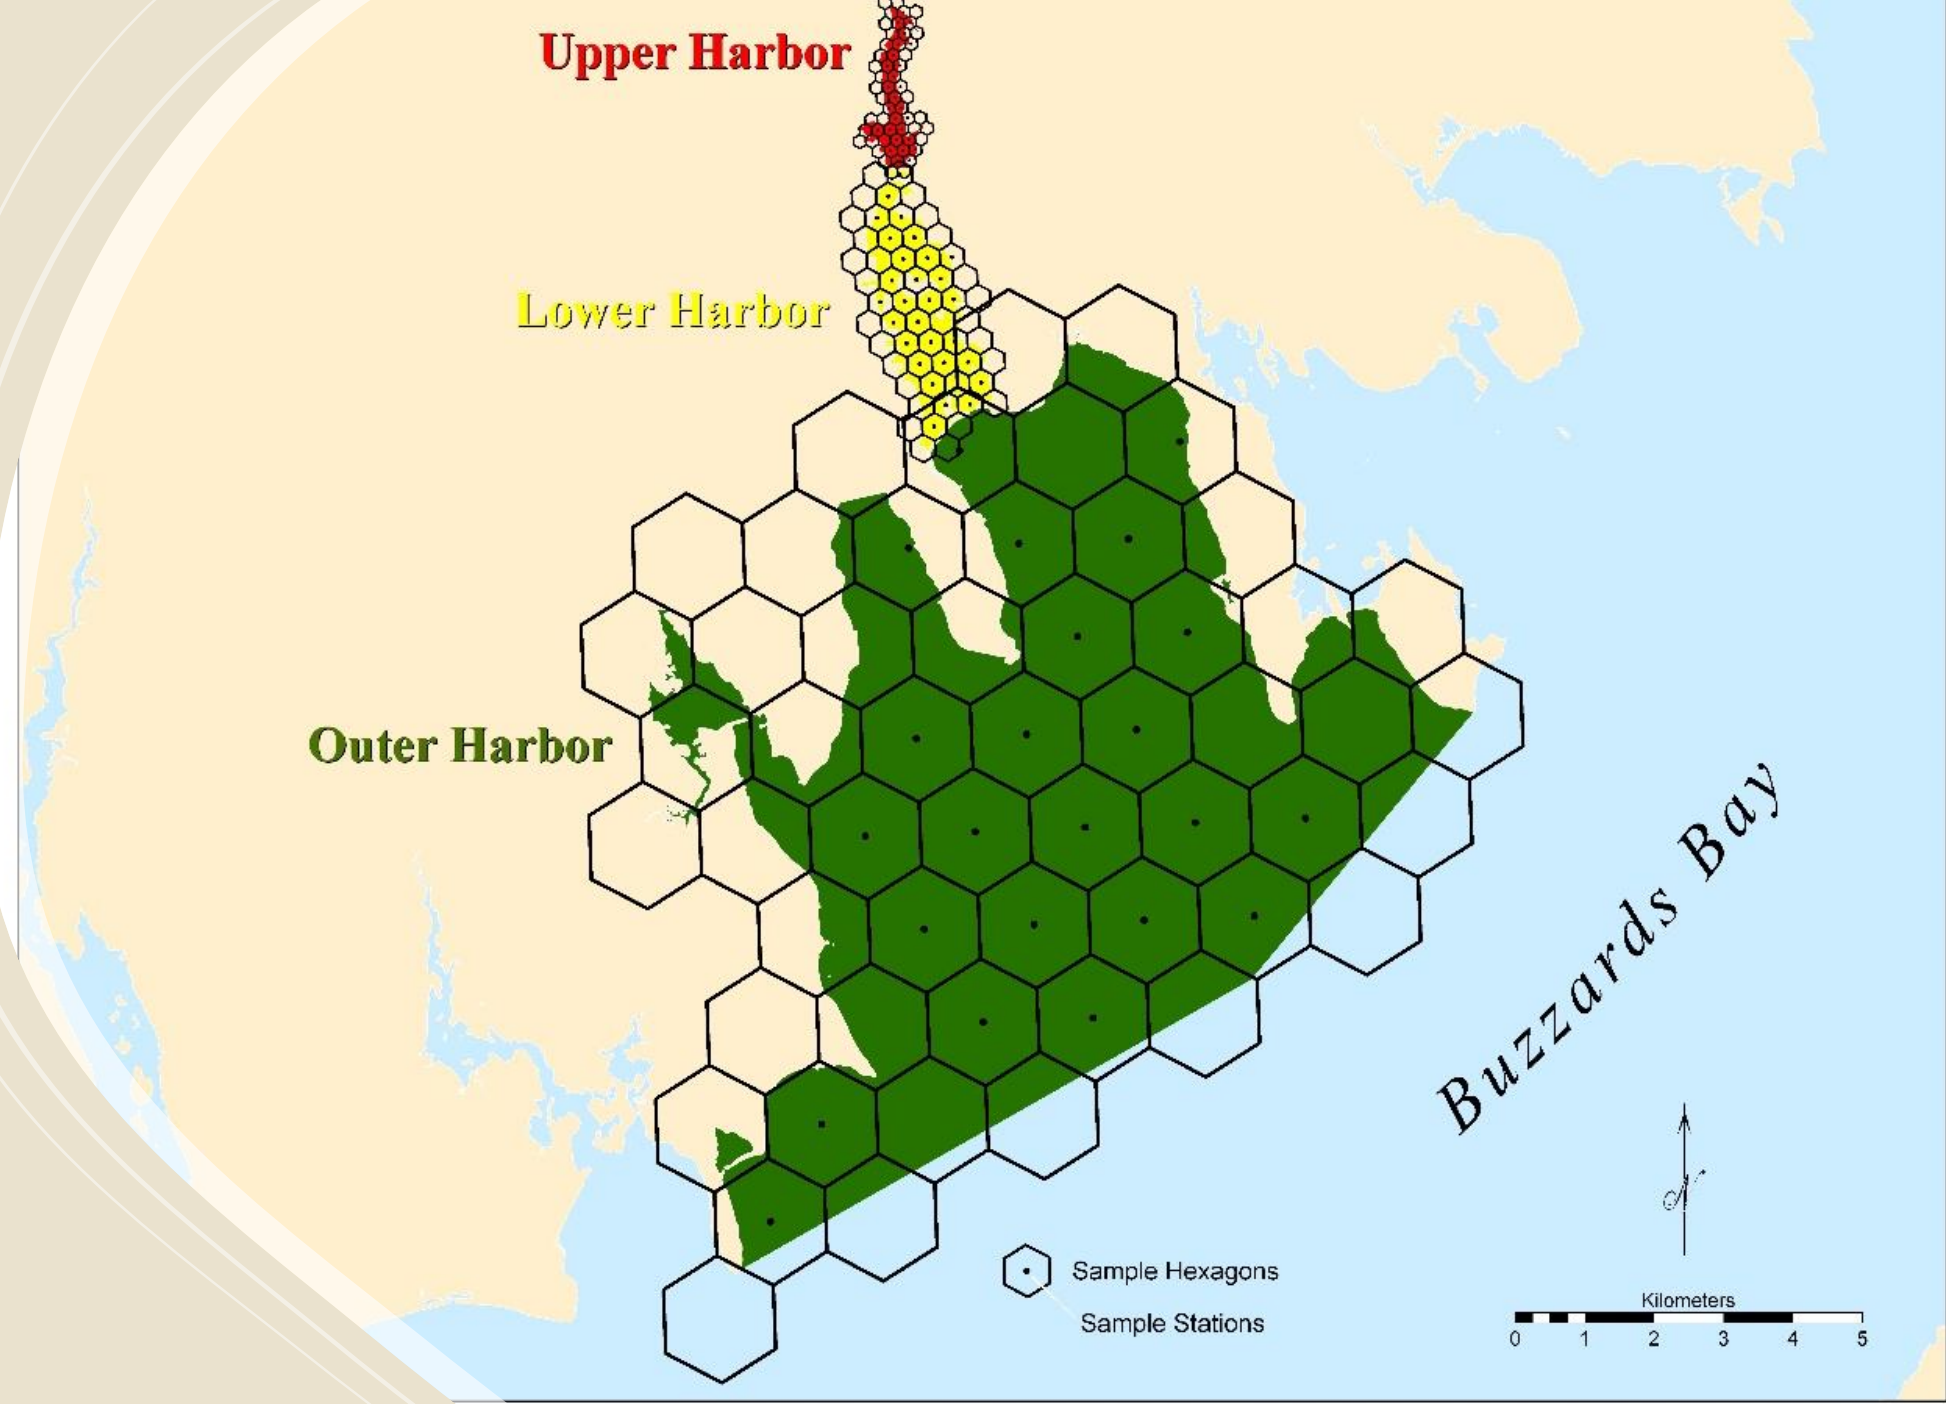 Upper Harbor
Lower Harbor
Outer Harbor
Buzzards Bay
N
Sample Hexagons
Sample Stations
Kilometers
0 1 2 3 4 5